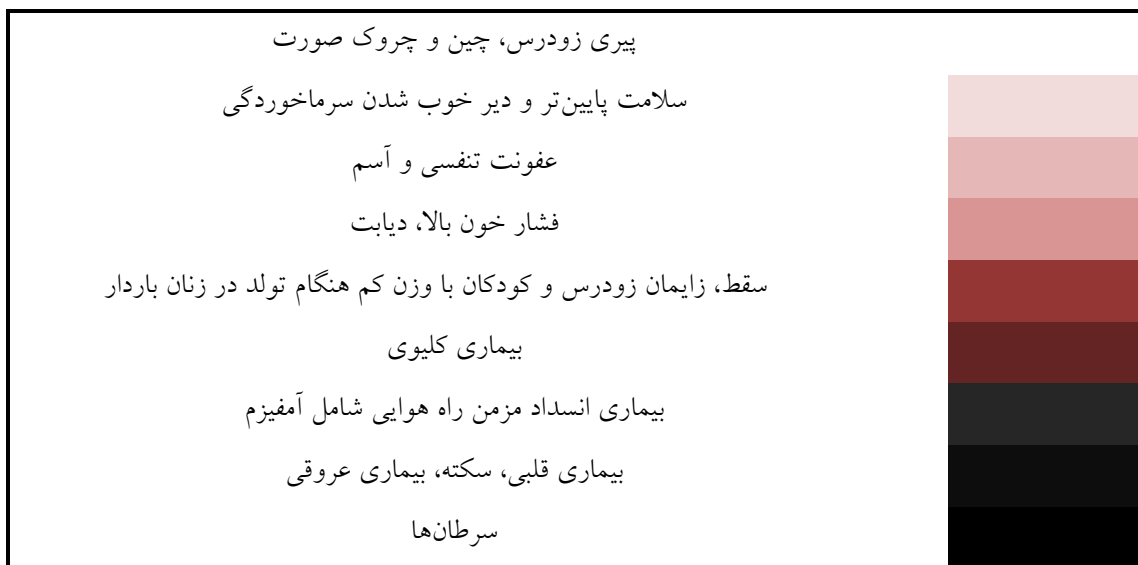 پیری زودرس، چین و چروک صورت
سلامت پایین‌تر و دیر خوب شدن سرماخوردگی
عفونت تنفسی و آسم
فشار خون بالا، دیابت
سقط، زایمان زودرس و کودکان با وزن کم هنگام تولد در زنان باردار
بیماری کلیوی
بیماری انسداد مزمن راه هوایی شامل آمفیزم
بیماری قلبی، سکته، بیماری عروقی
سرطان‌ها